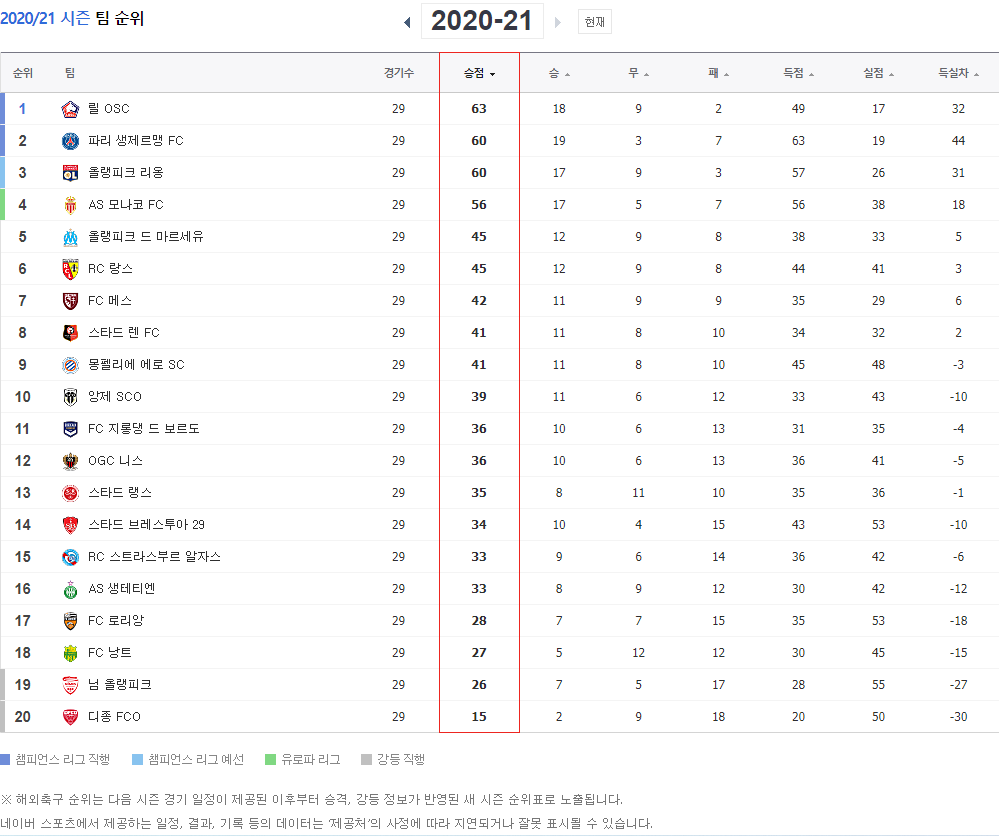 2020/21 시즌 팀 순위
2020-21 현재
순위 팀 경기수 승점 승 무 패 득점 실점 득실차
1 릴 OSC 29 63 18 9 2 49 17 32
2 파리 생제르맹 FC 29 60 19 3 7 63 19 44
3 올랭피크 리옹 29 60 17 9 3 57 26 31
4 AS 모나코 FC 29 56 17 5 7 56 38 18
5 올랭피크 드 마르세유 29 45 12 9 8 38 33 5
6 RC 랑스 29 45 12 9 8 44 41 3
7 FC 메스 29 42 11 9 9 35 29 6
8 스타드 렌 FC 29 41 11 8 10 34 32 2
9 몽펠리에 에로 SC 29 41 11 8 10 45 48 -3
10 앙제 SCO 29 39 11 6 12 33 43 -10
11 FC 지롱댕 드 보르도 29 36 10 6 13 31 35 -4
12 OGC 니스 29 36 10 6 13 36 41 -5
13 스타드 랭스 29 35 8 11 10 35 36 -1
14 스타드 브레스투아 29 29 34 10 4 15 43 53 -10
15 RC 스트라스부르 알자스 29 33 9 6 14 36 42 -6
16 AS 생테티엔 29 33 8 9 12 30 42 -12
17 FC 로리앙 29 28 7 7 15 35 53 -18
18 FC 낭트 29 27 5 12 12 30 45 -15
19 님 올랭피크 29 26 7 5 17 28 55 -27
20 디종 FCO 29 15 2 9 18 20 50 -30
챔피언스 리그 직행 챔피언스 리그 예선 유로파 리그 강등 직행
※ 해외축구 순위는 다음 시즌 경기 일정이 제공된 이후부터 승격, 강등 정보가 반영된 새 시즌 순위표로 노출됩니다.
네이버 스포츠에서 제공하는 일정, 결과, 기록 등의 데이터는 '제공처'의 사정에 따라 지연되거나 잘못 표시될 수 있습니다.